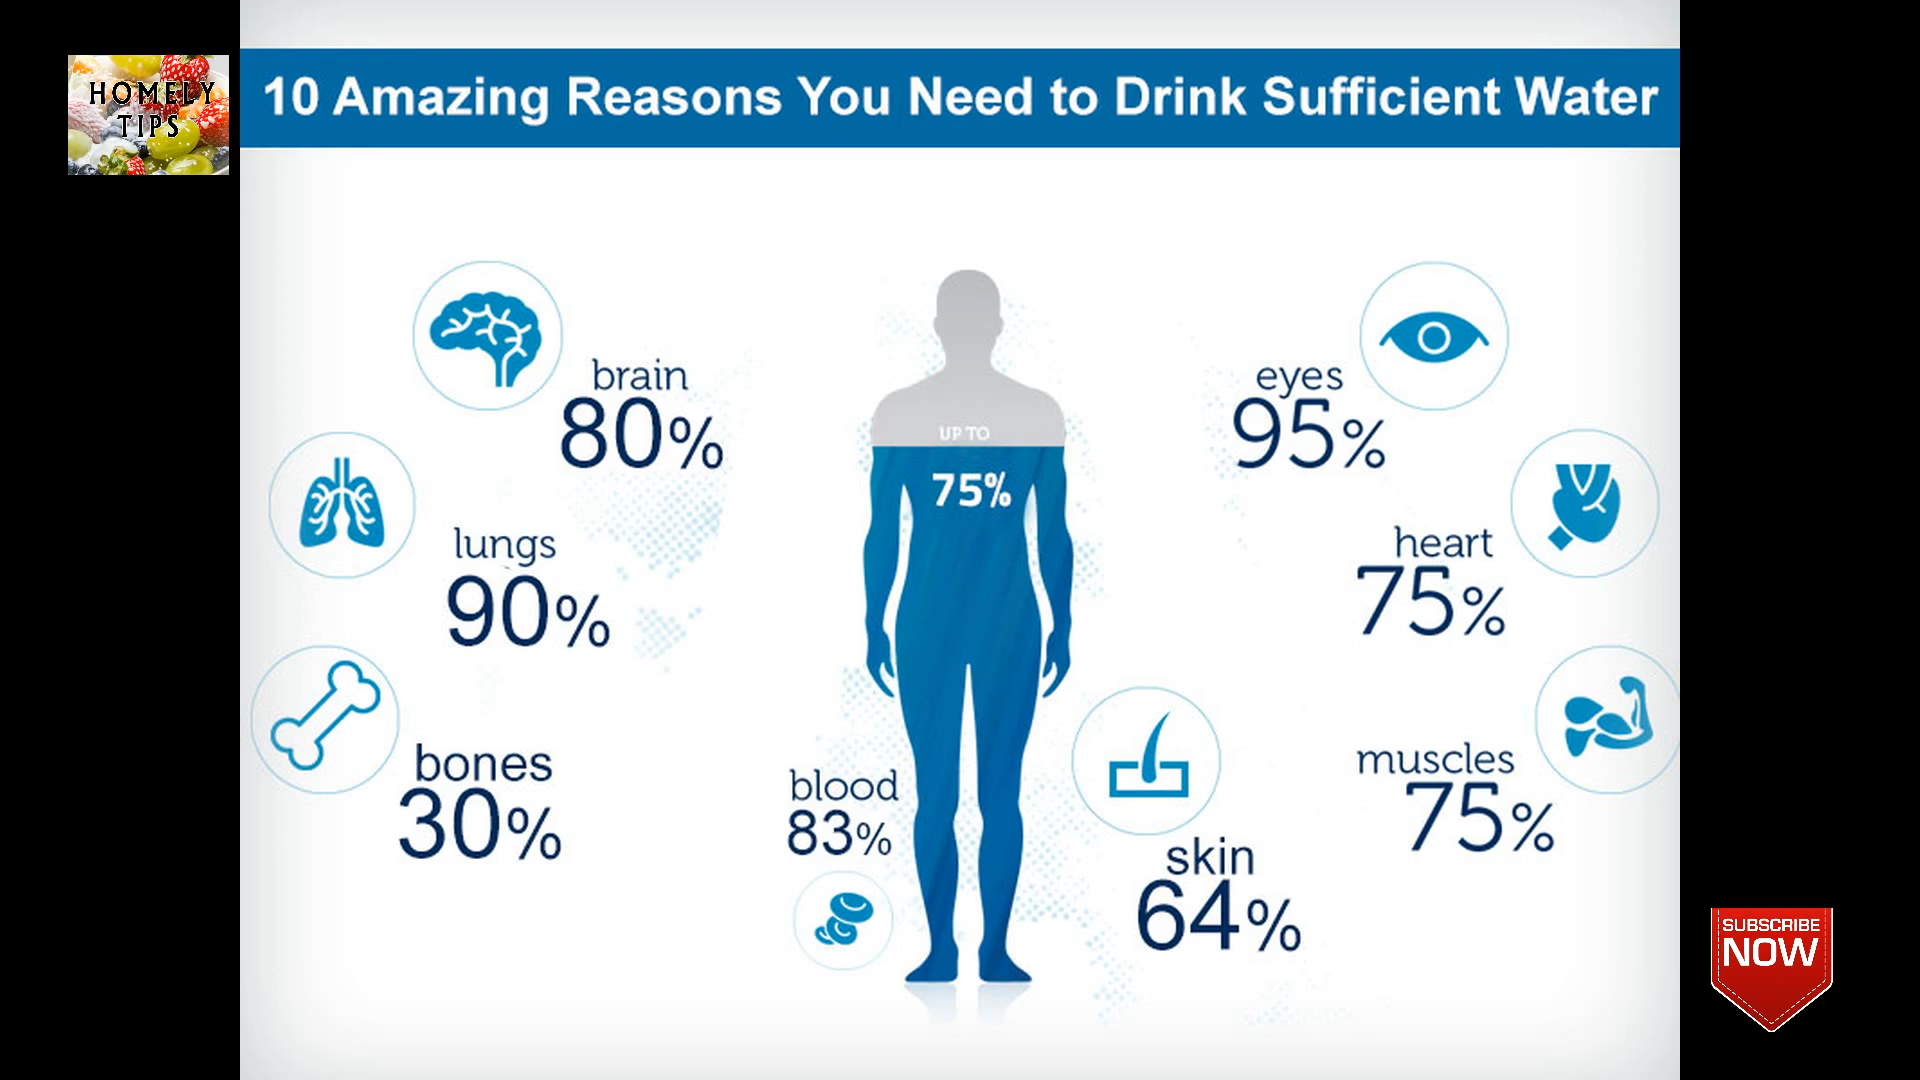 HOMELY
TIPS
10 Amazing Reasons You Need to Drink Sufficient Water
brain
80%
lungs
90%
bones
30%
UP TO
75%
blood
83%
eyes
95%
heart
75%
muscles
75%
skin
64%
SUBSCRIBE
NOW